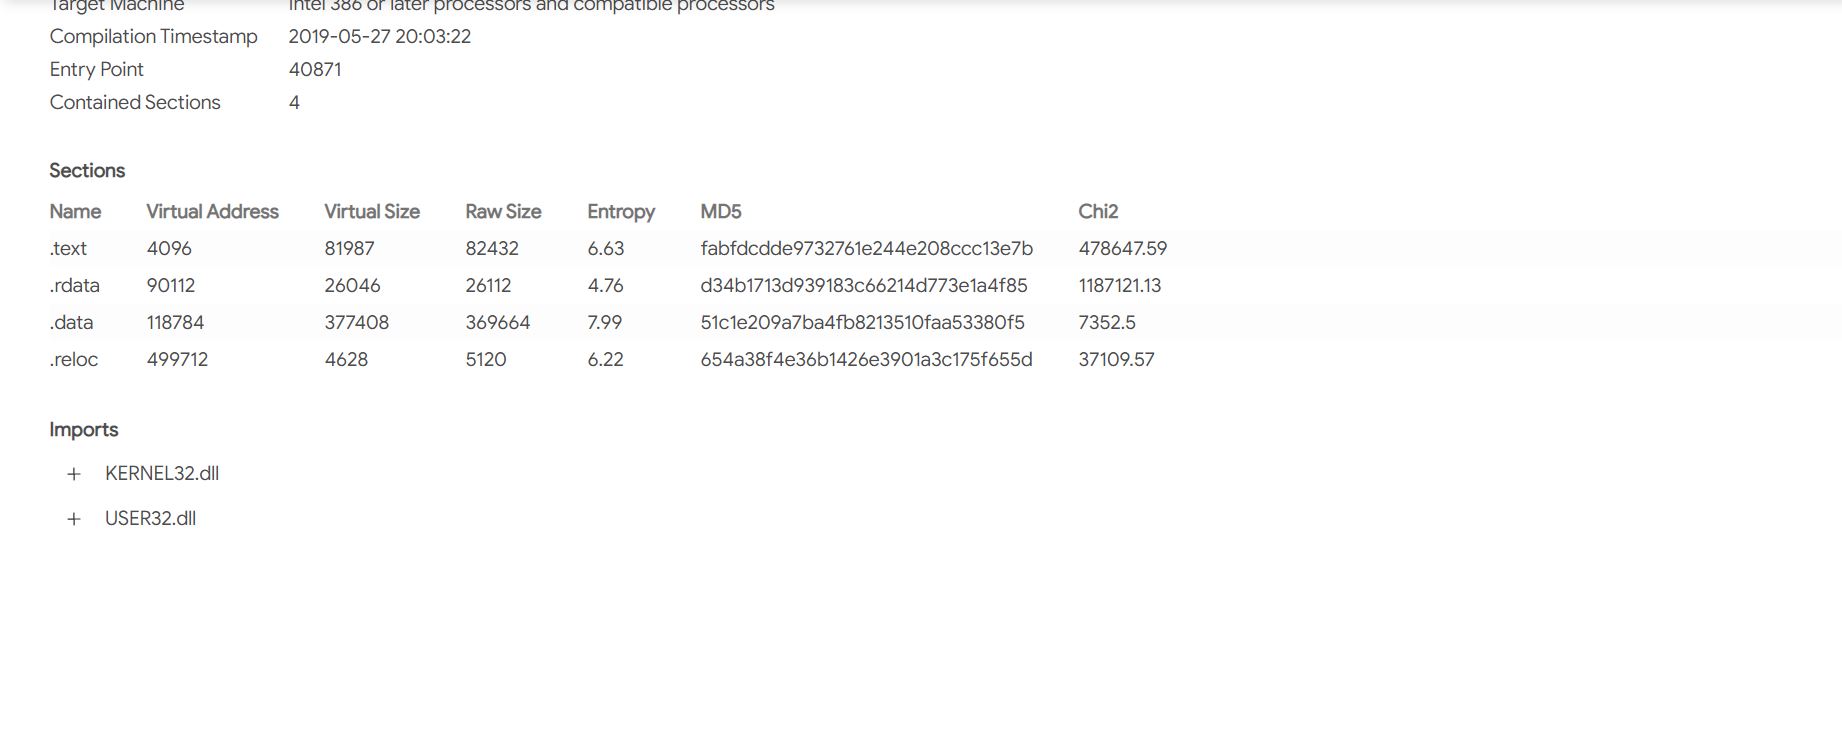 Target Machine Intel 386 or later processors and compatible processors
Compilation Timestamp 2019-05-27 20:03:22
Entry Point 40871
Contained Sections 4
Sections
Name Virtual Address Virtual Size Raw Size Entropy MD5 Chi2
.text 4096 81987 82432 6.63 fabfdcdde9732761e244e208ccc13e7b 478647.59
.rdata 90112 26046 26112 4.76 d34b1713d939183c66214d773e1a4f85 1187121.13
.data 118784 377408 369664 7.99 51c1e209a7ba4fb8213510faa53380f5 7352.5
.reloc 499712 4628 5120 6.22 654a38f4e36b1426e3901a3c175f655d 37109.57
Imports
+ KERNEL32.dll
+ USER32.dll